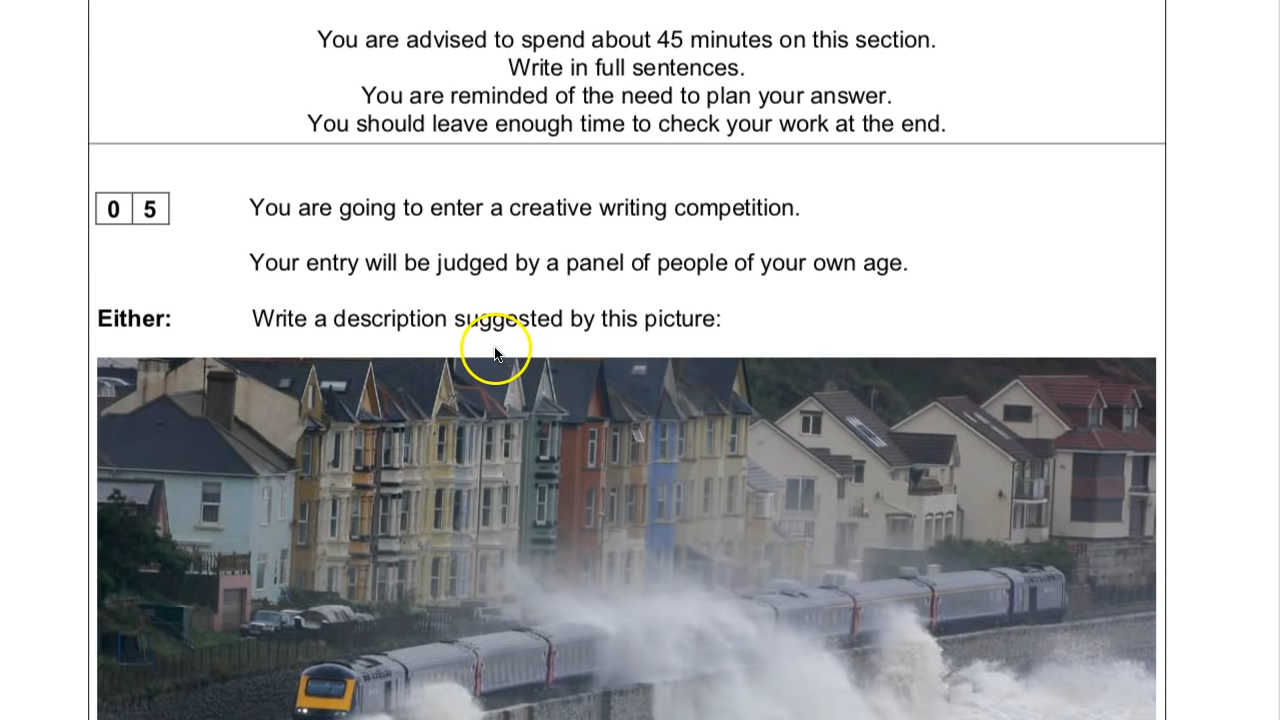 You are advised to spend about 45 minutes on this section.
Write in full sentences.
You are reminded of the need to plan your answer.
You should leave enough time to check your work at the end.
0 5 You are going to enter a creative writing competition.
Your entry will be judged by a panel of people of your own age.
Either: Write a description suggested by this picture: